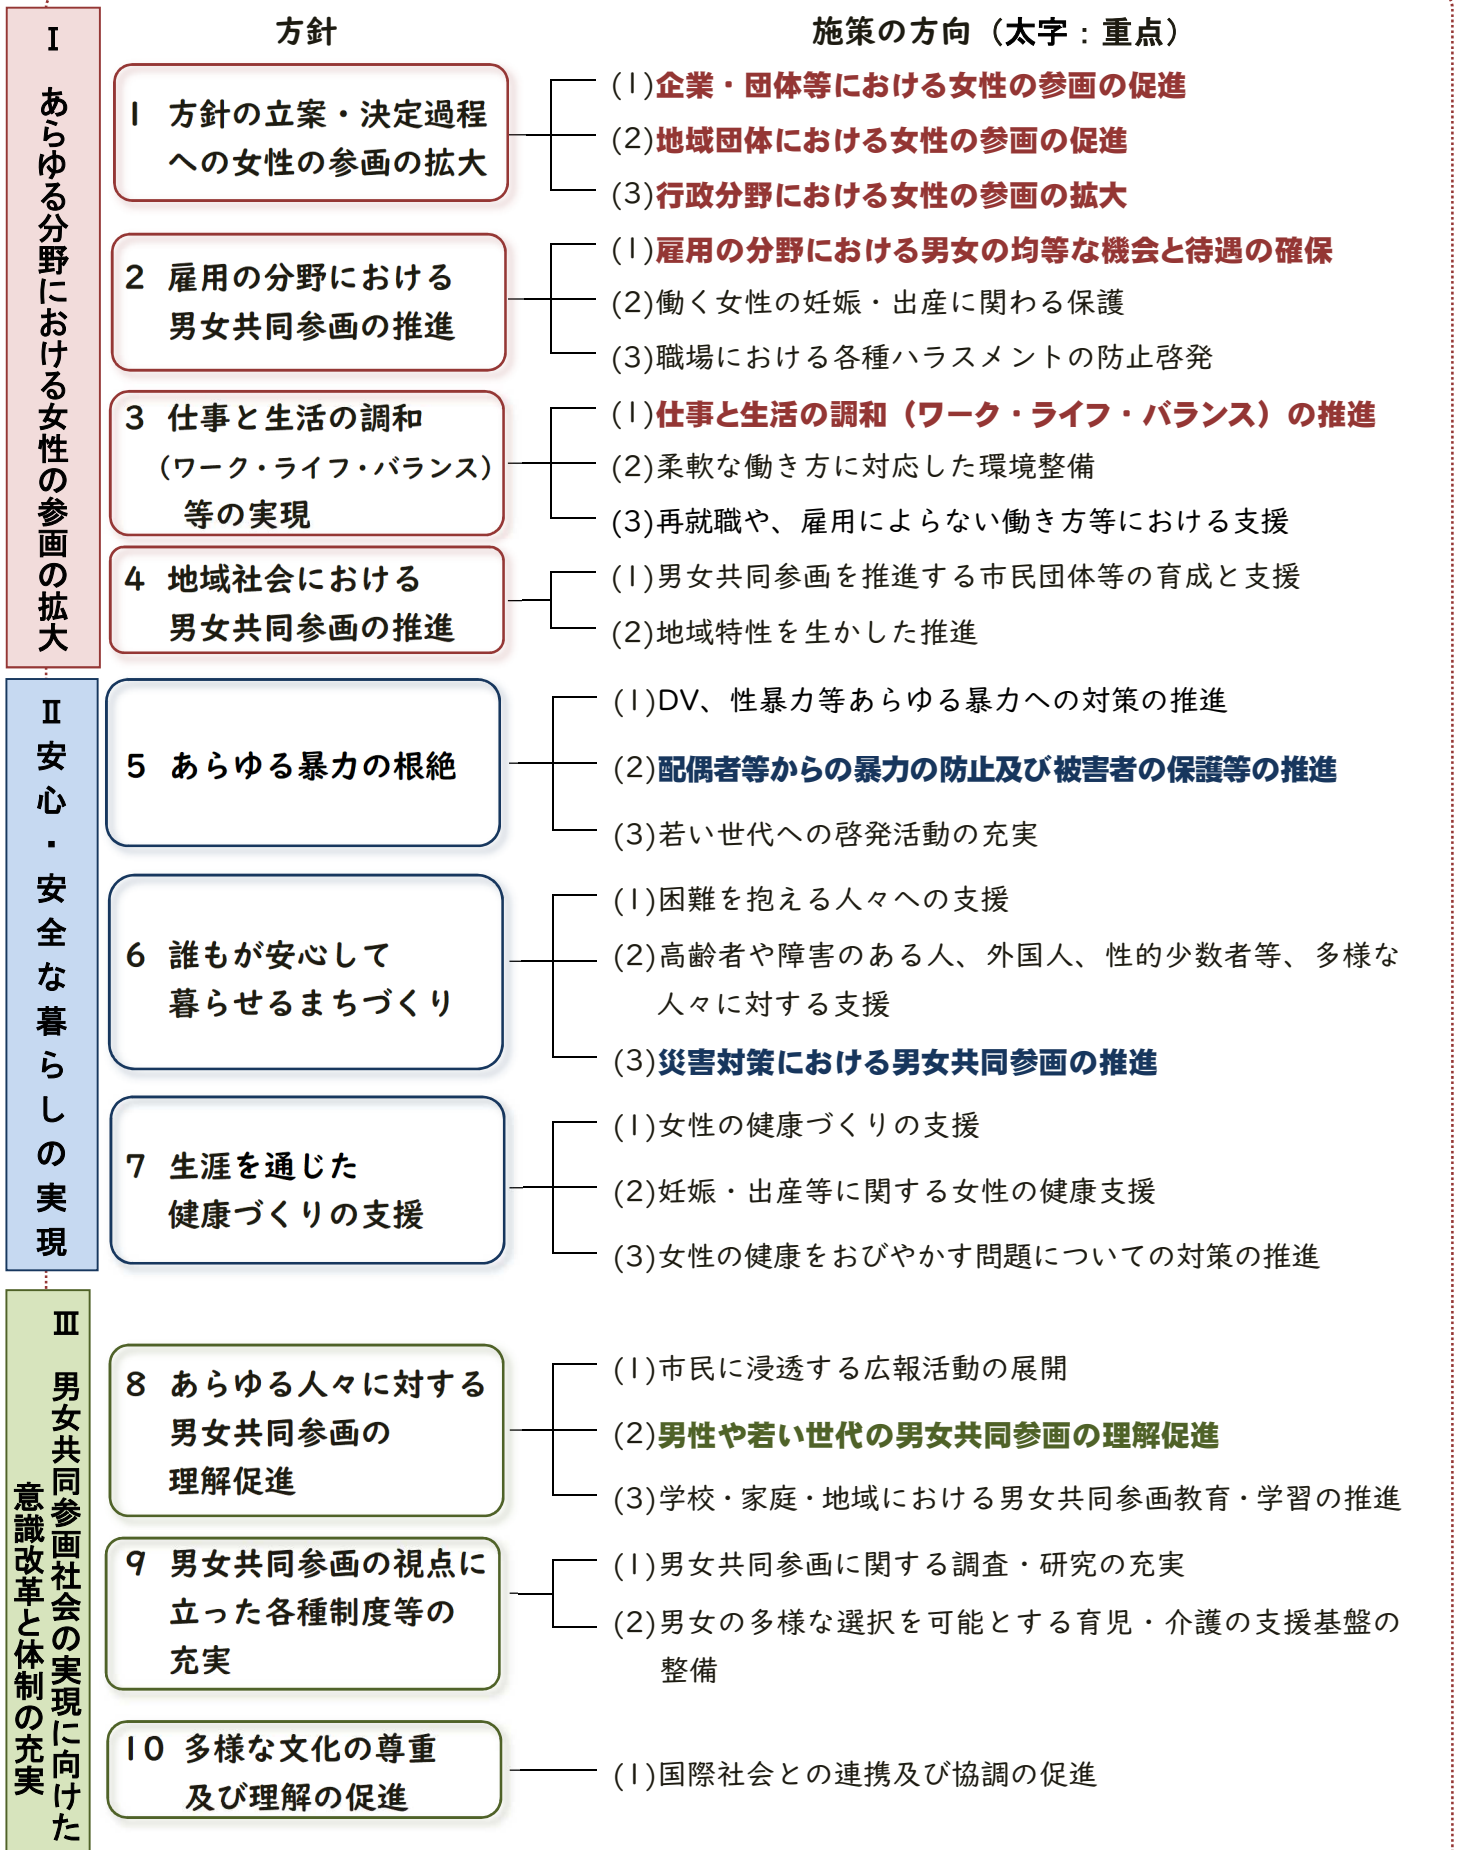 方針
施策の方向（太字：重点）
Ⅰ　あらゆる分野における女性の参画の拡大
1 方針の立案・決定過程
への女性の参画の拡大
(1)企業・団体等における女性の参画の促進
(2)地域団体における女性の参画の促進
(3)行政分野における女性の参画の拡大
2 雇用の分野における
男女共同参画の推進
(1)雇用の分野における男女の均等な機会と待遇の確保
(2)働く女性の妊娠・出産に関わる保護
(3)職場における各種ハラスメントの防止啓発
3 仕事と生活の調和
（ワーク・ライフ・バランス）
等の実現
(1)仕事と生活の調和（ワーク・ライフ・バランス）の推進
(2)柔軟な働き方に対応した環境整備
(3)再就職や、雇用によらない働き方等における支援
4 地域社会における
男女共同参画の推進
(1)男女共同参画を推進する市民団体等の育成と支援
(2)地域特性を生かした推進
Ⅱ安心・安全な暮らしの実現
5 あらゆる暴力の根絶
(1)DV、性暴力等あらゆる暴力への対策の推進
(2)配偶者等からの暴力の防止及び被害者の保護等の推進
(3)若い世代への啓発活動の充実
6 誰もが安心して
暮らせるまちづくり
(1)困難を抱える人々への支援
(2)高齢者や障害のある人、外国人、性的少数者等、多様な
人々に対する支援
(3)災害対策における男女共同参画の推進
7 生涯を通じた
健康づくりの支援
(1)女性の健康づくりの支援
(2)妊娠・出産等に関する女性の健康支援
(3)女性の健康をおびやかす問題についての対策の推進
Ⅲ　男女共同参画社会の実現に向けた
意識改革と体制の充実
8 あらゆる人々に対する
男女共同参画の
理解促進
(1)市民に浸透する広報活動の展開
(2)男性や若い世代の男女共同参画の理解促進
(3)学校・家庭・地域における男女共同参画教育・学習の推進
9 男女共同参画の視点に
立った各種制度等の
充実
(1)男女共同参画に関する調査・研究の充実
(2)男女の多様な選択を可能とする育児・介護の支援基盤の
整備
10 多様な文化の尊重
及び理解の促進
(1)国際社会との連携及び協調の促進